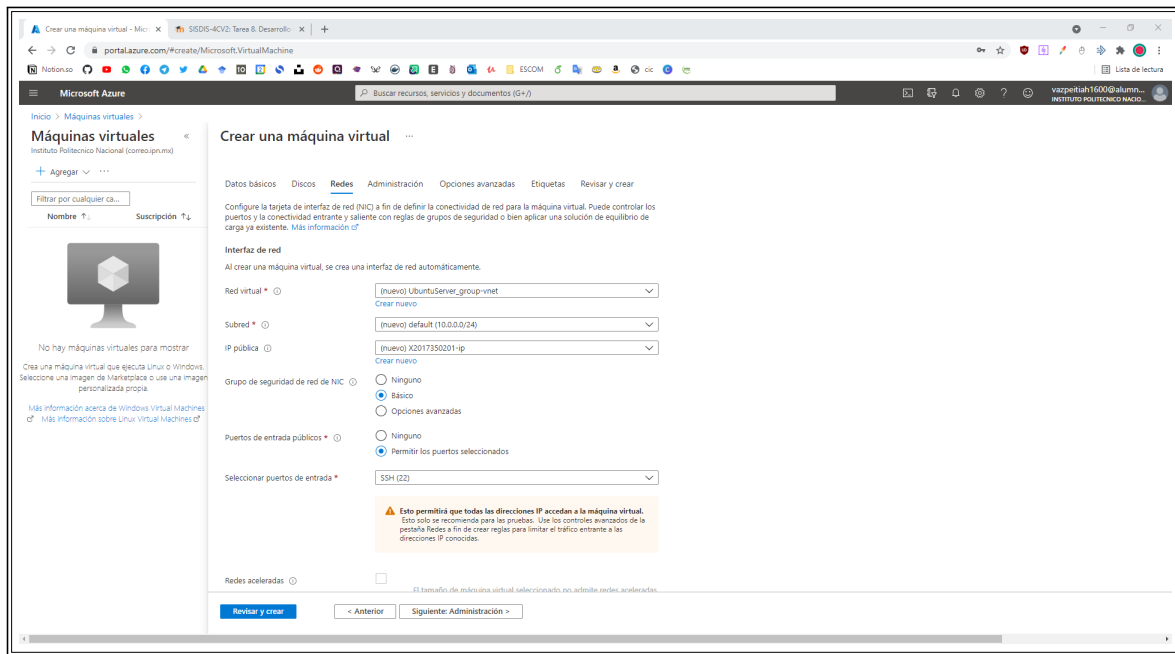 Crear una máquina virtual - Micr
SISDIS-4CV2: Tarea 8. Desarrollo
portal.azure.com/#create/Microsoft.VirtualMachine
Notion.so
ESCOM
cic
Lista de lectura
Microsoft Azure
Buscar recursos, servicios y documentos (G+/)
vazpeitiah1600@alumn...
INSTITUTO POLITECNICO NACIO...
Inicio > Máquinas virtuales >
Máquinas virtuales
Instituto Politecnico Nacional (correo.ipn.mx)
Agregar
Filtrar por cualquier ca...
Nombre
Suscripción
No hay máquinas virtuales para mostrar
Crea una máquina virtual que ejecuta Linux o Windows.
Seleccione una imagen de Marketplace o use una imagen
personalizada propia.
Más información acerca de Windows Virtual Machines
Más información sobre Linux Virtual Machines
Crear una máquina virtual ...
Datos básicos Discos Redes Administración Opciones avanzadas Etiquetas Revisar y crear
Configure la tarjeta de interfaz de red (NIC) a fin de definir la conectividad de red para la máquina virtual. Puede controlar los
puertos y la conectividad entrante y saliente con reglas de grupos de seguridad o bien aplicar una solución de equilibrio de
carga ya existente. Más información
Interfaz de red
Al crear una máquina virtual, se crea una interfaz de red automáticamente.
Red virtual *
(nuevo) UbuntuServer_group-vnet
Crear nuevo
Subred *
(nuevo) default (10.0.0.0/24)
IP pública
(nuevo) X2017350201-ip
Crear nuevo
Grupo de seguridad de red de NIC
Ninguno
Básico
Opciones avanzadas
Puertos de entrada públicos *
Ninguno
Permitir los puertos seleccionados
Seleccionar puertos de entrada *
SSH (22)
Esto permitirá que todas las direcciones IP accedan a la máquina virtual.
Esto solo se recomienda para las pruebas. Use los controles avanzados de la
pestaña Redes a fin de crear reglas para limitar el tráfico entrante a las
direcciones IP conocidas.
Redes aceleradas
El tamaño de máquina virtual seleccionado no admite redes aceleradas.
Revisar y crear
< Anterior
Siguiente: Administración >